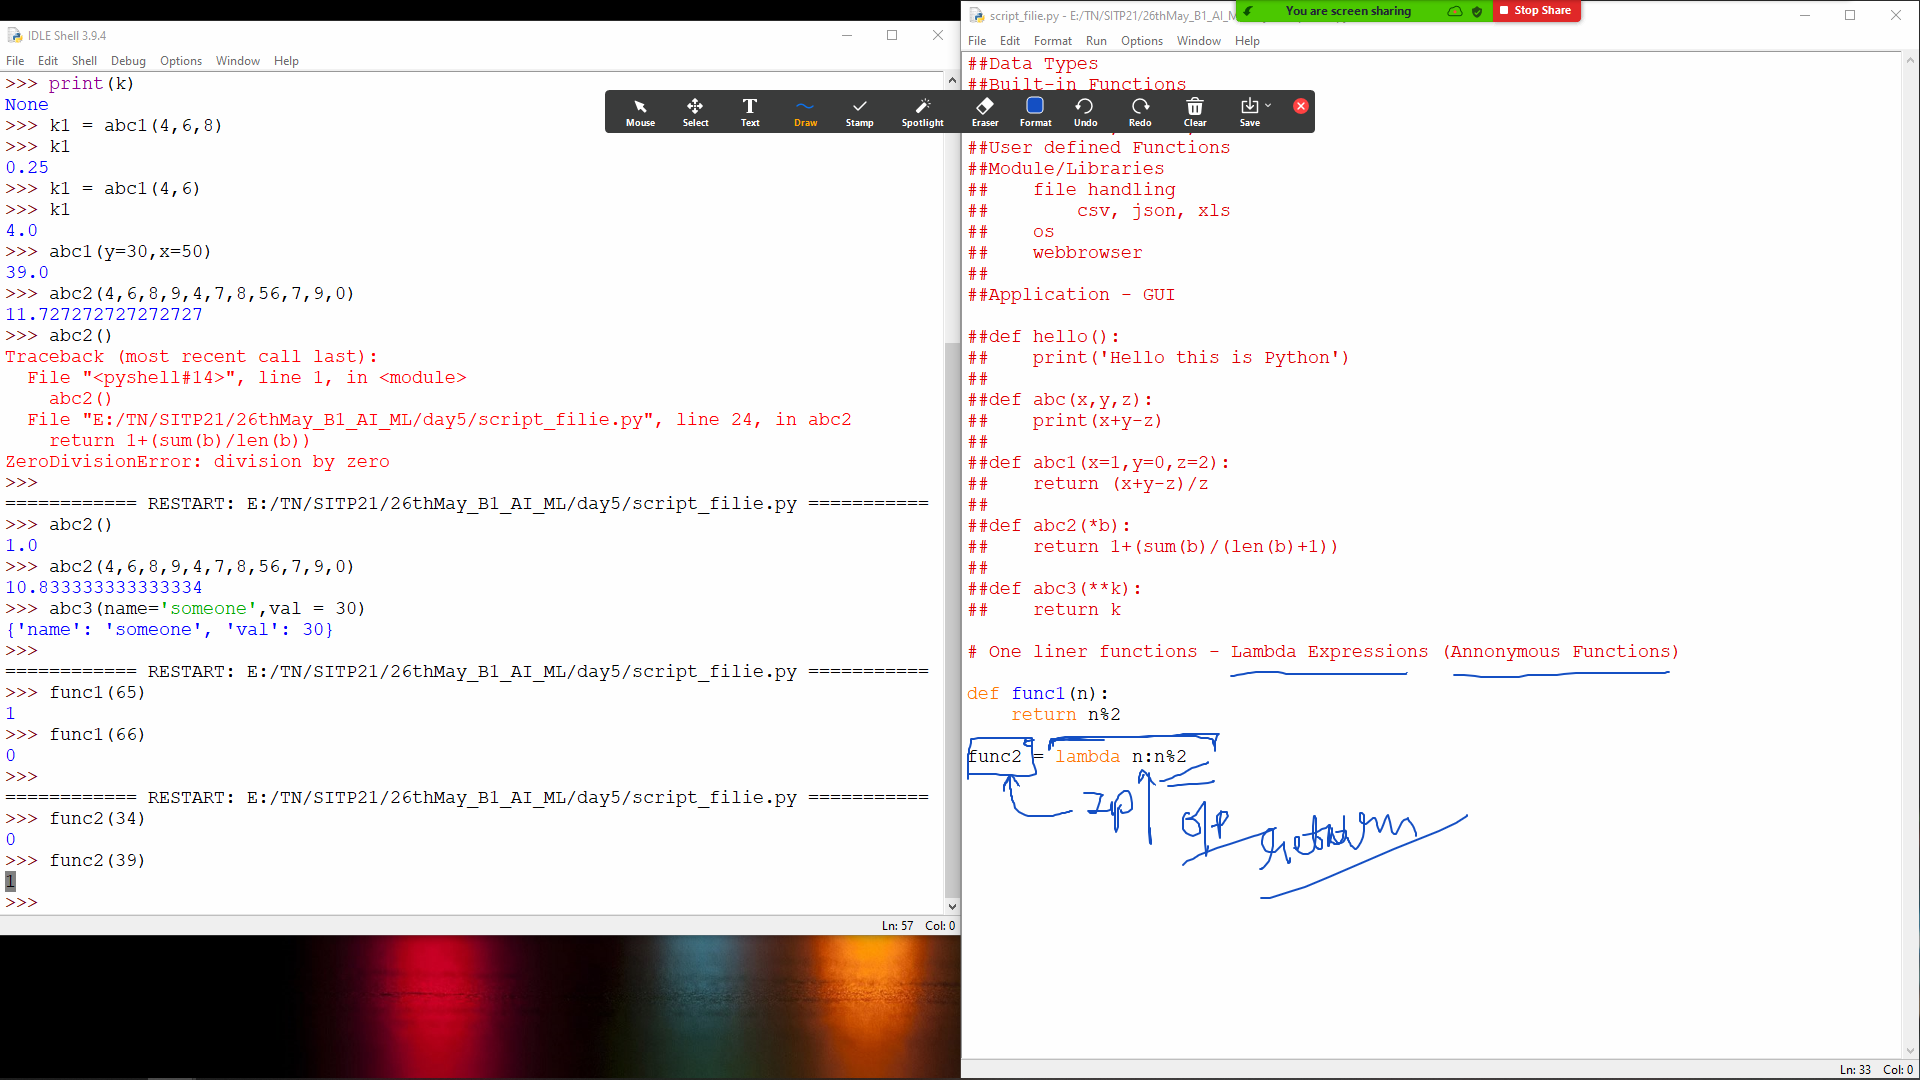 IDLE Shell 3.9.4
File Edit Shell Debug Options Window Help
>>> print(k)
None
>>> k1 = abc1(4,6,8)
>>> k1
0.25
>>> k1 = abc1(4,6)
>>> k1
4.0
>>> abc1(y=30,x=50)
39.0
>>> abc2(4,6,8,9,4,7,8,56,7,9,0)
11.727272727272727
>>> abc2()
Traceback (most recent call last):
  File "<pyshell#14>", line 1, in <module>
    abc2()
  File "E:/TN/SITP21/26thMay_B1_AI_ML/day5/script_filie.py", line 24, in abc2
    return 1+(sum(b)/len(b))
ZeroDivisionError: division by zero
>>>
============ RESTART: E:/TN/SITP21/26thMay_B1_AI_ML/day5/script_filie.py ===========
>>> abc2()
1.0
>>> abc2(4,6,8,9,4,7,8,56,7,9,0)
10.833333333333334
>>> abc3(name='someone',val = 30)
{'name': 'someone', 'val': 30}
>>>
============ RESTART: E:/TN/SITP21/26thMay_B1_AI_ML/day5/script_filie.py ===========
>>> func1(65)
1
>>> func1(66)
0
>>>
============ RESTART: E:/TN/SITP21/26thMay_B1_AI_ML/day5/script_filie.py ===========
>>> func2(34)
0
>>> func2(39)
1
>>>
Ln: 57 Col: 0
script_filie.py - E:/TN/SITP21/26thMay_B1_AI_M
You are screen sharing
Stop Share
File Edit Format Run Options Window Help
##Data Types
##Built-in Functions
Mouse Select Text Draw Stamp Spotlight Eraser Format Undo Redo Clear Save
##User defined Functions
##Module/Libraries
##    file handling
##        csv, json, xls
##    os
##    webbrowser
##
##Application - GUI
##def hello():
##    print('Hello this is Python')
##
##def abc(x,y,z):
##    print(x+y-z)
##
##def abc1(x=1,y=0,z=2):
##    return (x+y-z)/z
##
##def abc2(*b):
##    return 1+(sum(b)/(len(b)+1))
##
##def abc3(**k):
##    return k
# One liner functions - Lambda Expressions (Annonymous Functions)
def func1(n):
    return n%2
func2 = lambda n:n%2
O/P
Ln: 33 Col: 0